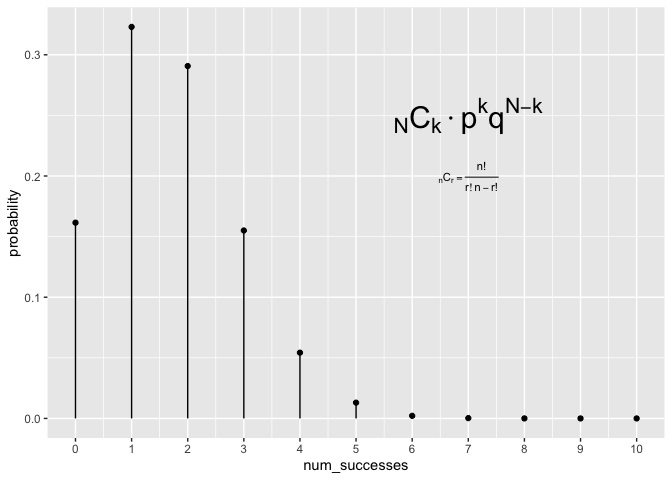 0.3
0.2
0.1
0.0
probability
NCk · pkqN−k
nCr = n!
r! n − r!
0 1 2 3 4 5 6 7 8 9 10
num_successes